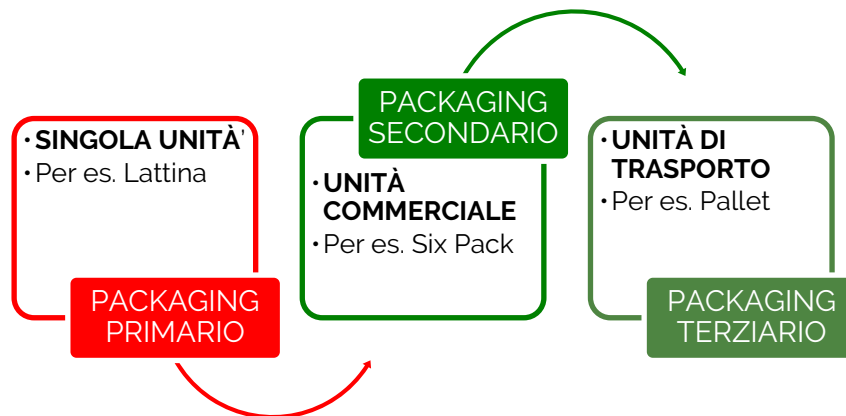 ·SINGOLA UNITÀ'
·Per es. Lattina
PACKAGING
PRIMARIO
PACKAGING
SECONDARIO
·UNITÀ
COMMERCIALE
·Per es. Six Pack
·UNITÀ DI
TRASPORTO
·Per es. Pallet
PACKAGING
TERZIARIO